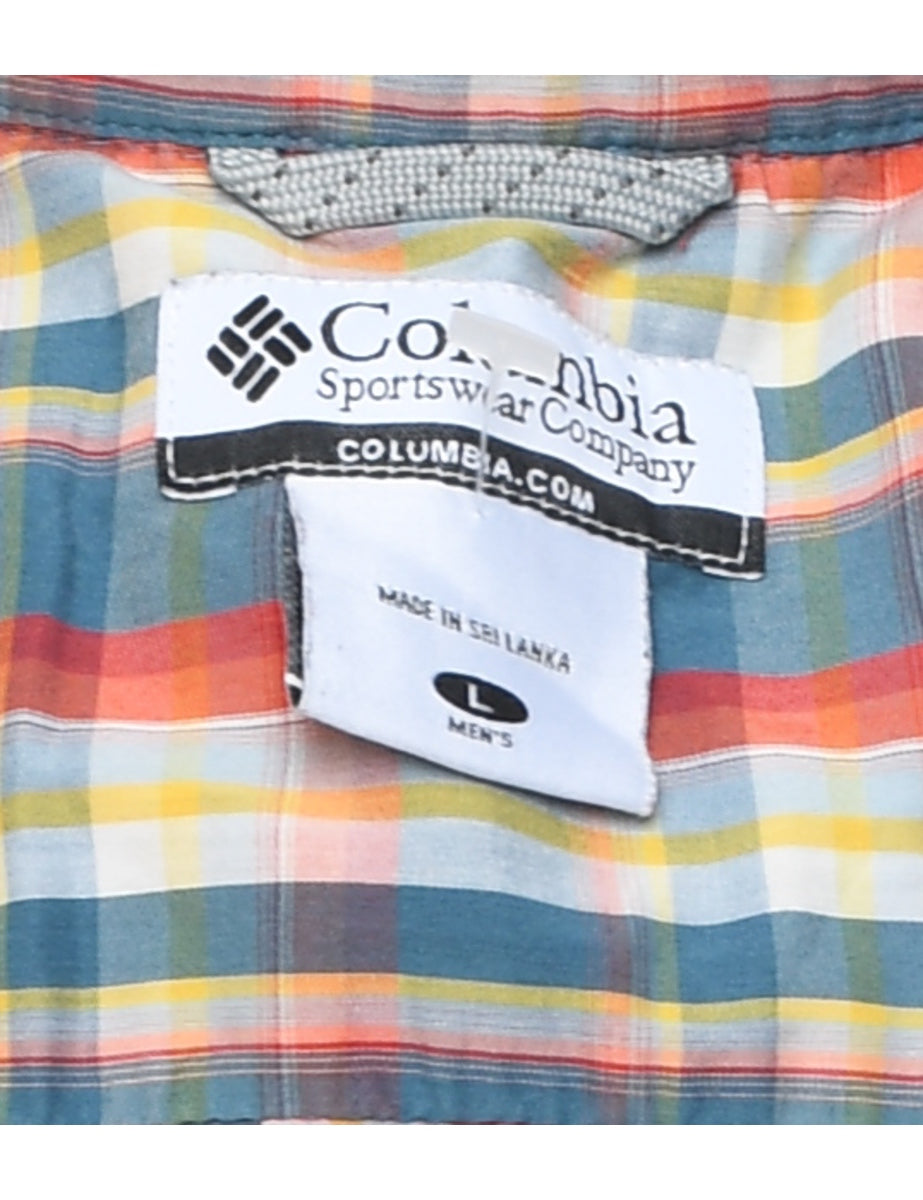 Columbia
Sportswear Company
COLUMBIA.COM
MADE IN SRI LANKA
L
MEN'S